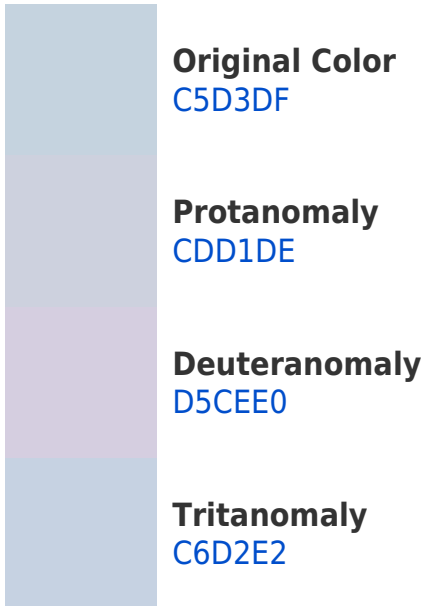 Original Color
C5D3DF
Protanomaly
CDD1DE
Deuteranomaly
D5CEE0
Tritanomaly
C6D2E2